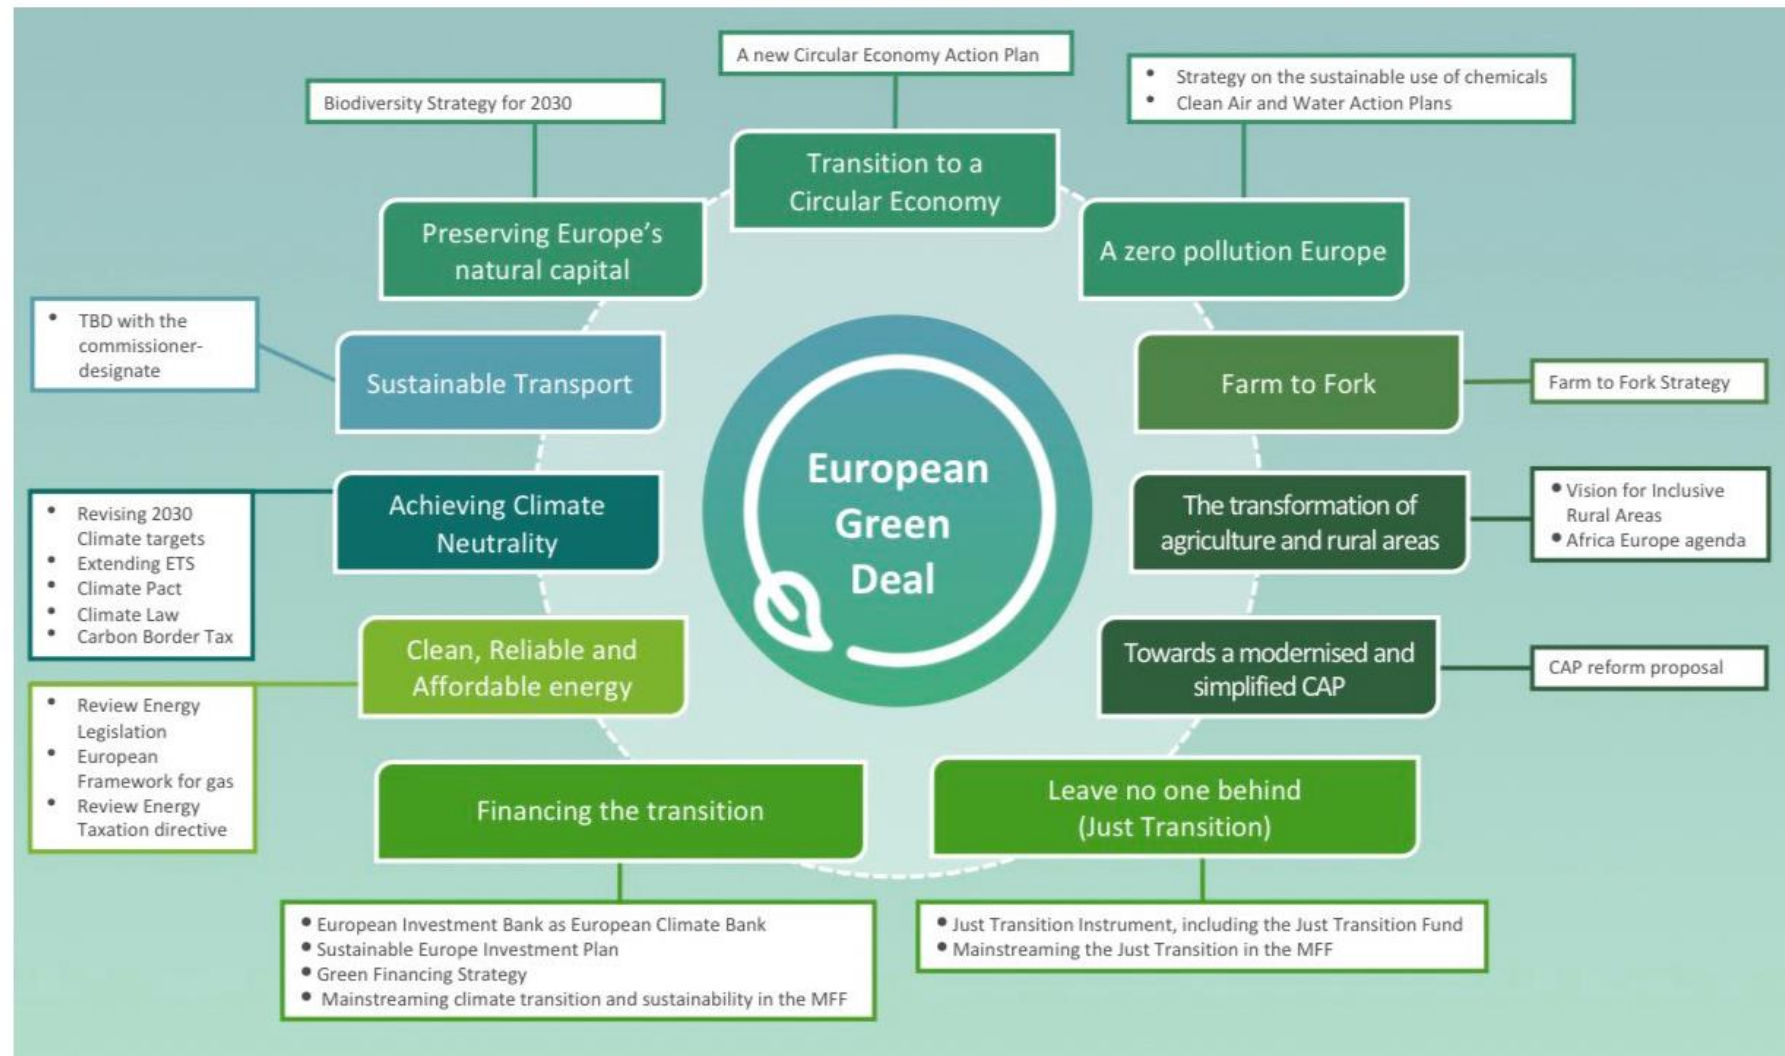 A new Circular Economy Action Plan
• Strategy on the sustainable use of chemicals
• Clean Air and Water Action Plans
Biodiversity Strategy for 2030
Transition to a
Circular Economy
Preserving Europe's
natural capital
A zero pollution Europe
• TBD with the
commissioner-
designate
Sustainable Transport
Farm to Fork
Farm to Fork Strategy
European
Green
Deal
Achieving Climate
Neutrality
• Revising 2030
Climate targets
• Extending ETS
• Climate Pact
• Climate Law
• Carbon Border Tax
The transformation of
agriculture and rural areas
• Vision for Inclusive
Rural Areas
• Africa Europe agenda
Clean, Reliable and
Affordable energy
• Review Energy
Legislation
• European
Framework for gas
• Review Energy
Taxation directive
Towards a modernised and
simplified CAP
CAP reform proposal
Financing the transition
Leave no one behind
(Just Transition)
• European Investment Bank as European Climate Bank
• Sustainable Europe Investment Plan
• Green Financing Strategy
• Mainstreaming climate transition and sustainability in the MFF
• Just Transition Instrument, including the Just Transition Fund
• Mainstreaming the Just Transition in the MFF